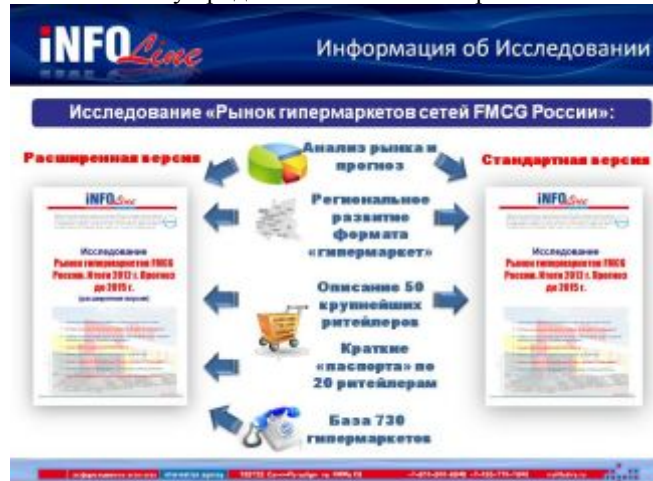 iNFOLine
Информация об Исследовании
Исследование «Рынок гипермаркетов сетей FMCG России»:
Расширенная версия
Анализ рынка и
прогноз
Стандартная версия
Региональное
развитие
формата
«гипермаркет»
Описание 50
крупнейших
ритейлеров
Краткие
«паспорта» по
20 ритейлерам
База 730
гипермаркетов
iNFOLine
Исследование
Рынок гипермаркетов FMCG
России. Итоги 2012 г. Прогноз
до 2015 г.
(расширенная версия)
iNFOLine
Исследование
Рынок гипермаркетов FMCG
России. Итоги 2012 г. Прогноз
до 2015 г.